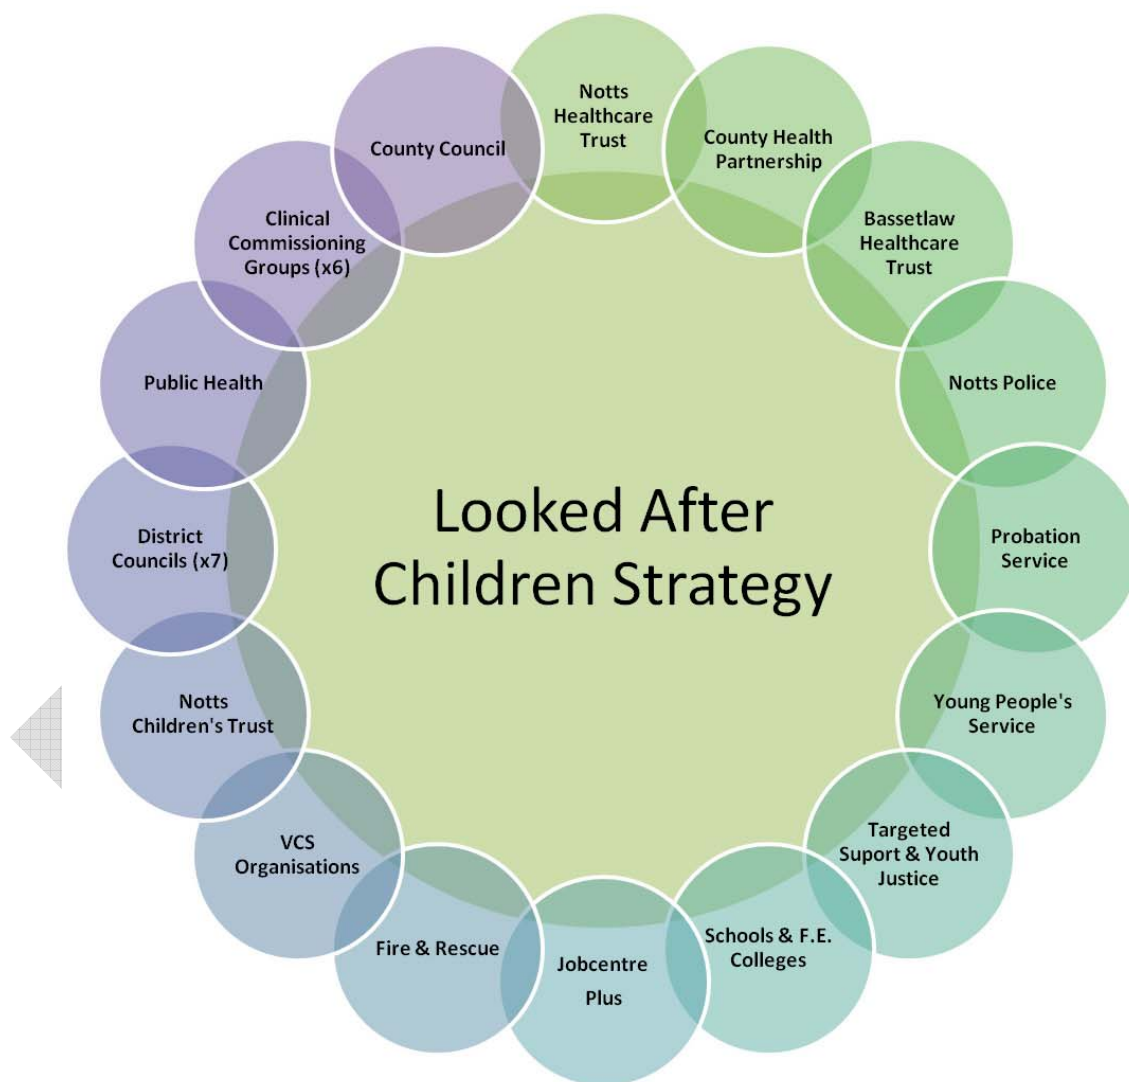 Notts
Healthcare
Trust
County Health
Partnership
Bassetlaw
Healthcare
Trust
Notts Police
Probation
Service
Young People's
Service
Targeted
Suport & Youth
Justice
Schools & F.E.
Colleges
Jobcentre
Plus
Fire & Rescue
VCS
Organisations
Notts
Children's Trust
District
Councils (x7)
Public Health
Clinical
Commissioning
Groups (x6)
County Council
Looked After
Children Strategy